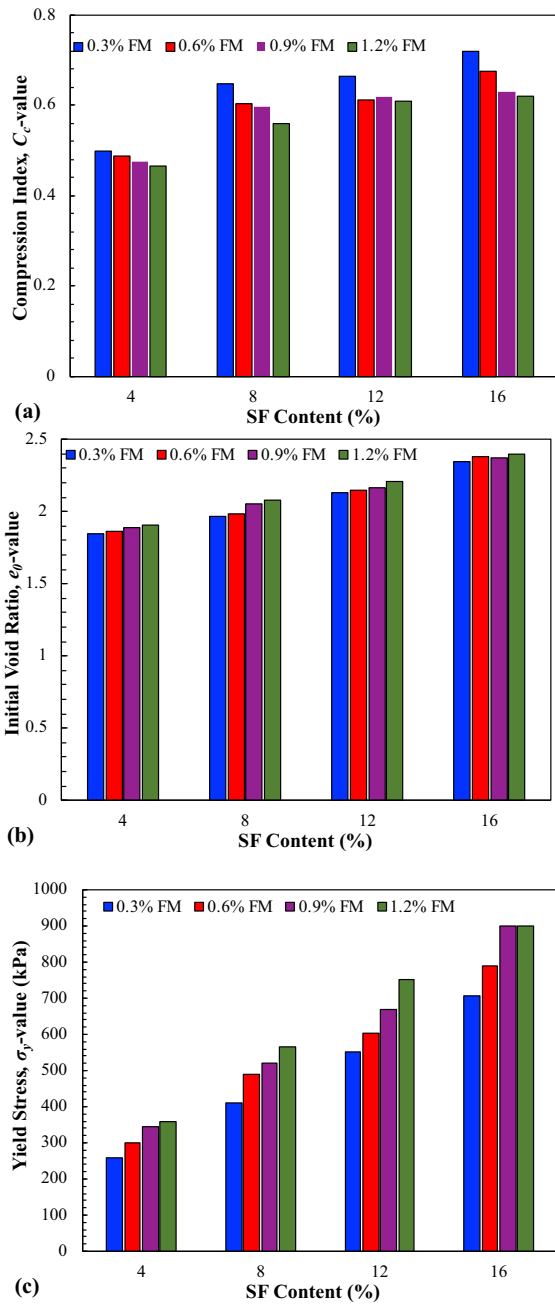 0.8
0.3% FM 0.6% FM 0.9% FM 1.2% FM
0.6
0.4
0.2
0
Compression Index, Cc-value
4 8 12 16
SF Content (%)
(a)
2.5
0.3% FM 0.6% FM 0.9% FM 1.2% FM
2
1.5
1
0.5
0
Initial Void Ratio, e0-value
4 8 12 16
SF Content (%)
(b)
1000
0.3% FM 0.6% FM 0.9% FM 1.2% FM
900
800
700
600
500
400
300
200
100
0
Yield Stress, σy-value (kPa)
4 8 12 16
SF Content (%)
(c)